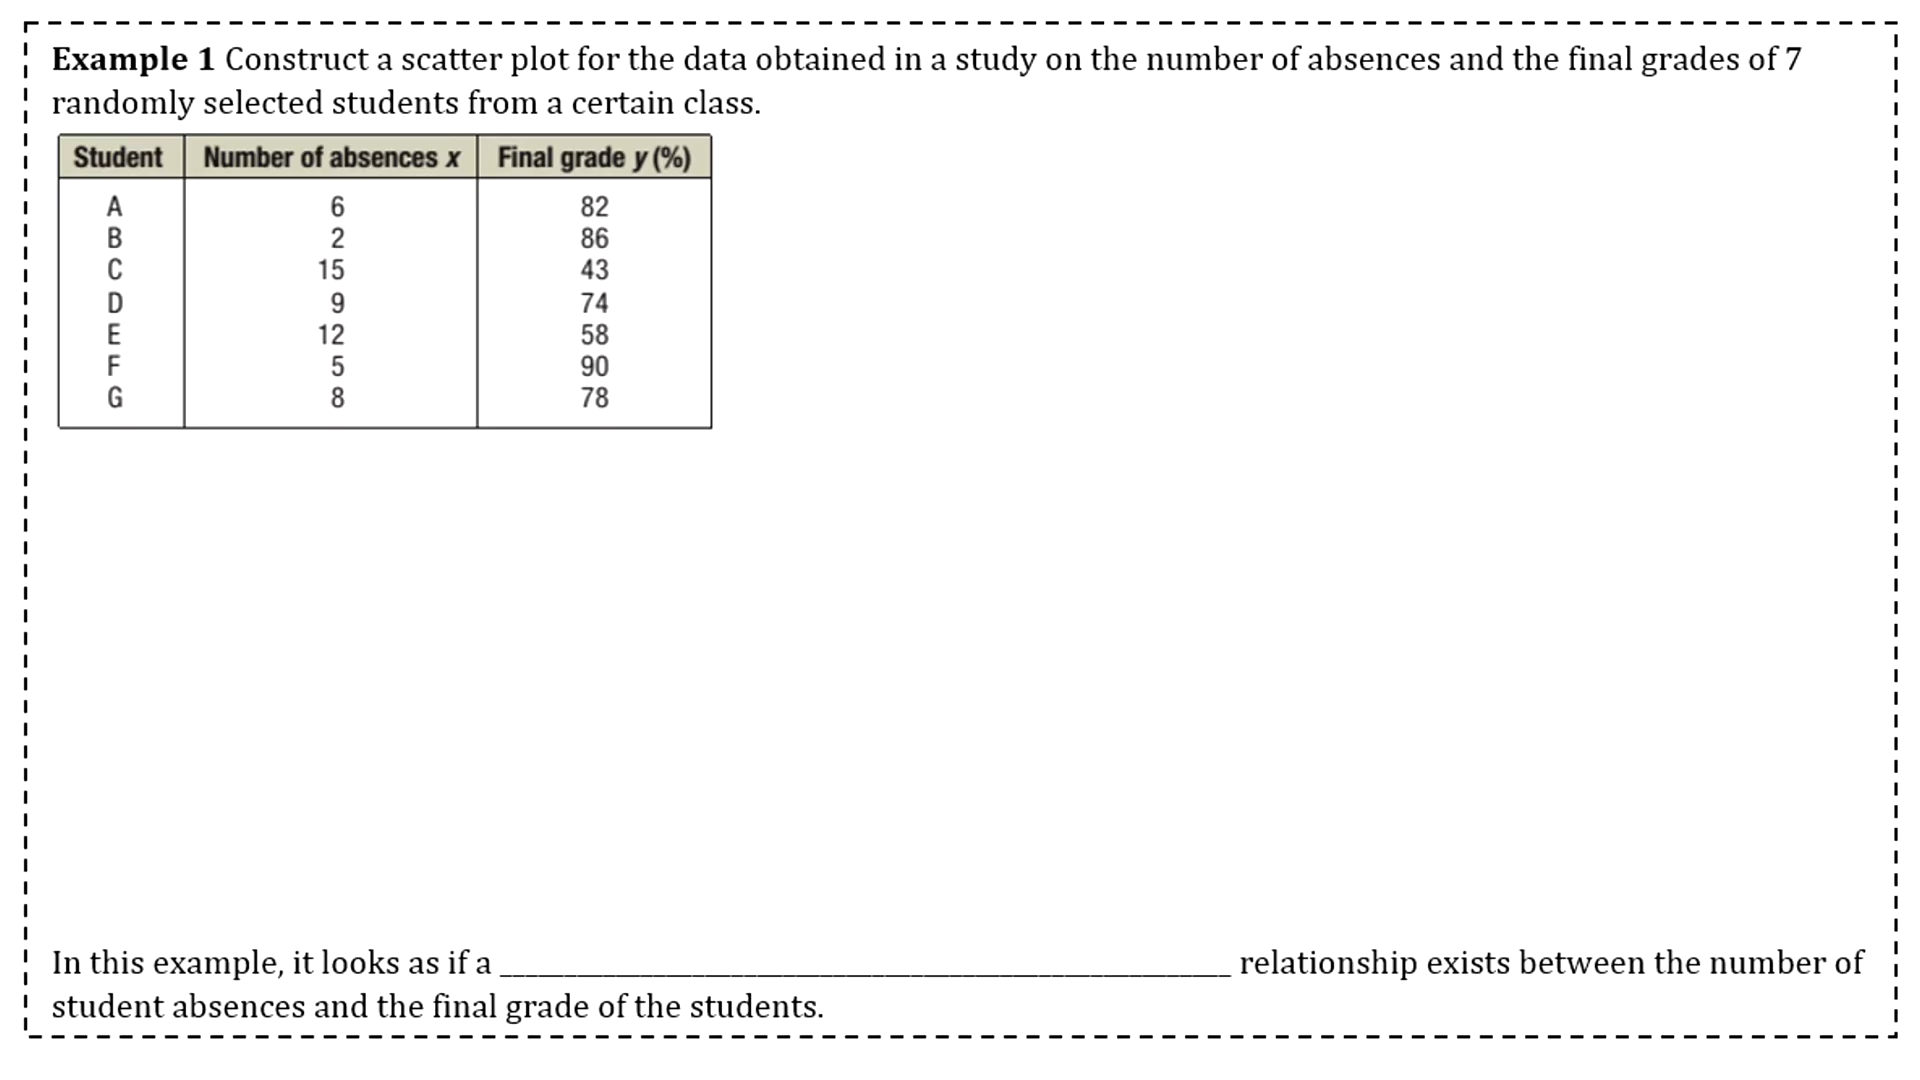 Example 1 Construct a scatter plot for the data obtained in a study on the number of absences and the final grades of 7
randomly selected students from a certain class.
Student Number of absences x Final grade y (%)
A 6 82
B 2 86
C 15 43
D 9 74
E 12 58
F 5 90
G 8 78
In this example, it looks as if a ______________________________________________ relationship exists between the number of
student absences and the final grade of the students.